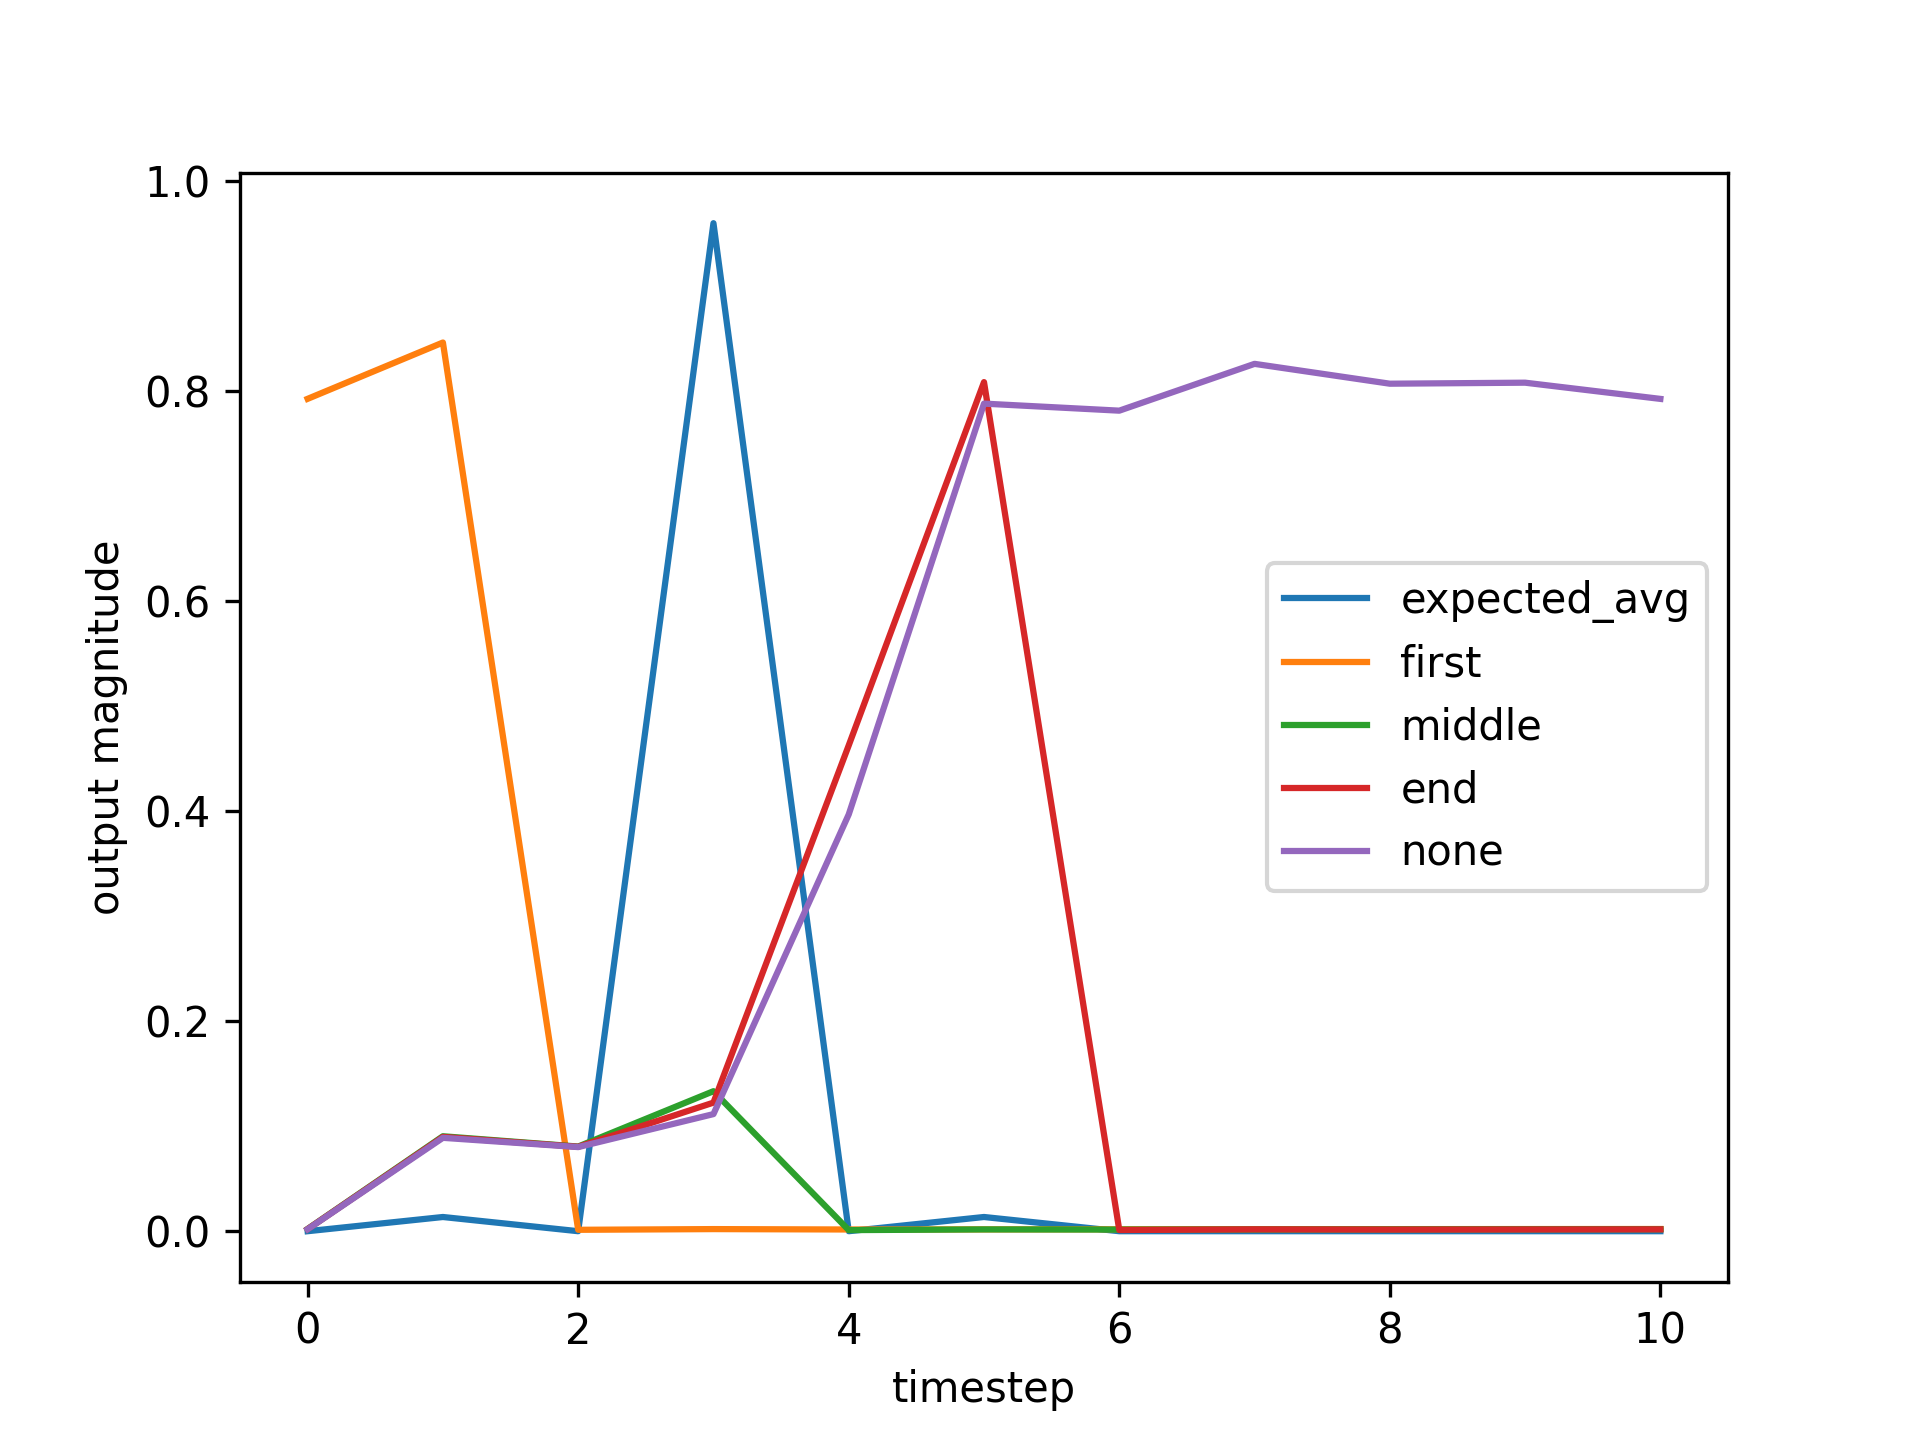 1.0
0.8
0.6
0.4
0.2
0.0
output magnitude
expected_avg
first
middle
end
none
0 2 4 6 8 10
timestep